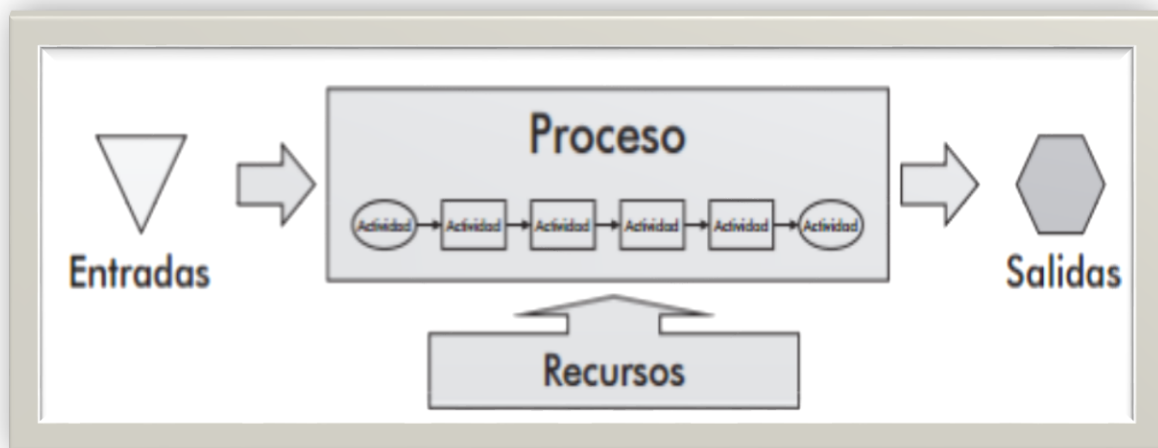 Proceso
Actividad Actividad Actividad Actividad Actividad Actividad
Entradas
Salidas
Recursos